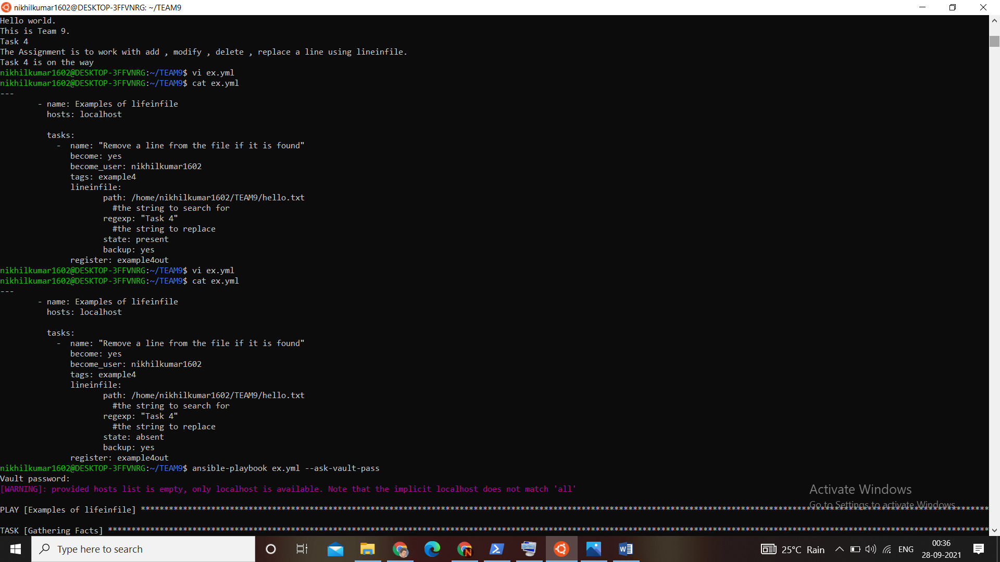 nikhilkumar1602@DESKTOP-3FFVNRG: ~/TEAM9
Hello world.
This is Team 9.
Task 4
The Assignment is to work with add , modify , delete , replace a line using lineinfile.
Task 4 is on the way
nikhilkumar1602@DESKTOP-3FFVNRG:~/TEAM9$ vi ex.yml
nikhilkumar1602@DESKTOP-3FFVNRG:~/TEAM9$ cat ex.yml
---
        - name: Examples of lifeinfile
          hosts: localhost

          tasks:
            -  name: "Remove a line from the file if it is found"
               become: yes
               become_user: nikhilkumar1602
               tags: example4
               lineinfile:
                      path: /home/nikhilkumar1602/TEAM9/hello.txt
                        #the string to search for
                      regexp: "Task 4"
                        #the string to replace
                      state: present
                      backup: yes
               register: example4out
nikhilkumar1602@DESKTOP-3FFVNRG:~/TEAM9$ vi ex.yml
nikhilkumar1602@DESKTOP-3FFVNRG:~/TEAM9$ cat ex.yml
---
        - name: Examples of lifeinfile
          hosts: localhost

          tasks:
            -  name: "Remove a line from the file if it is found"
               become: yes
               become_user: nikhilkumar1602
               tags: example4
               lineinfile:
                      path: /home/nikhilkumar1602/TEAM9/hello.txt
                        #the string to search for
                      regexp: "Task 4"
                        #the string to replace
                      state: absent
                      backup: yes
               register: example4out
nikhilkumar1602@DESKTOP-3FFVNRG:~/TEAM9$ ansible-playbook ex.yml --ask-vault-pass
Vault password:
[WARNING]: provided hosts list is empty, only localhost is available. Note that the implicit localhost does not match 'all'
Activate Windows
Go to Settings to activate Windows.
PLAY [Examples of lifeinfile] ************************************************************************************************************************************************************************************
TASK [Gathering Facts] *******************************************************************************************************************************************************************************************
Type here to search
25°C Rain
ENG
00:36
28-09-2021